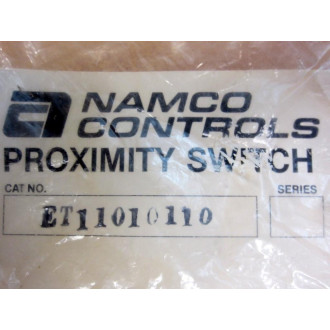 NAMCO
CONTROLS
PROXIMITY SWITCH
CAT NO. SERIES
ET11010110